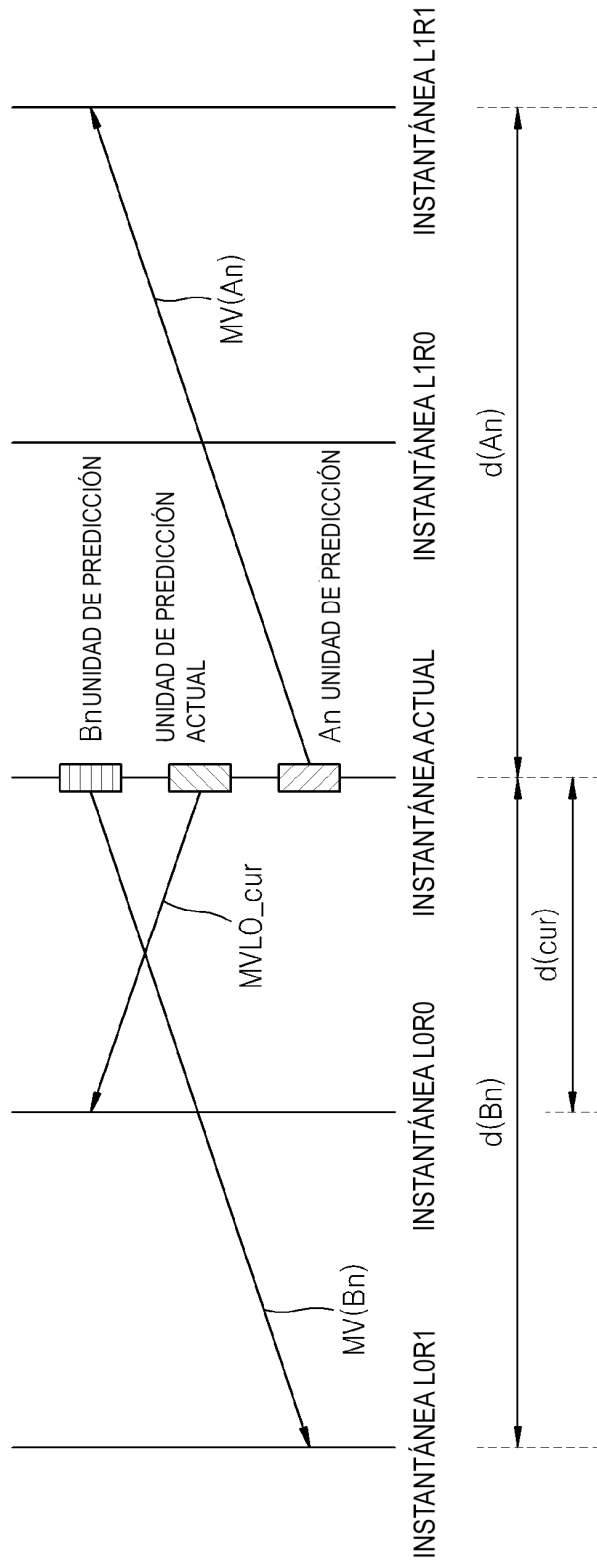 Bn UNIDAD DE PREDICCIÓN
UNIDAD DE PREDICCIÓN
ACTUAL
An UNIDAD DE PREDICCIÓN
MVL0_cur
MV(Bn)
MV(An)
INSTANTÁNEA L0R1
INSTANTÁNEA L0R0
INSTANTÁNEA ACTUAL
INSTANTÁNEA L1R0
INSTANTÁNEA L1R1
d(Bn)
d(An)
d(cur)